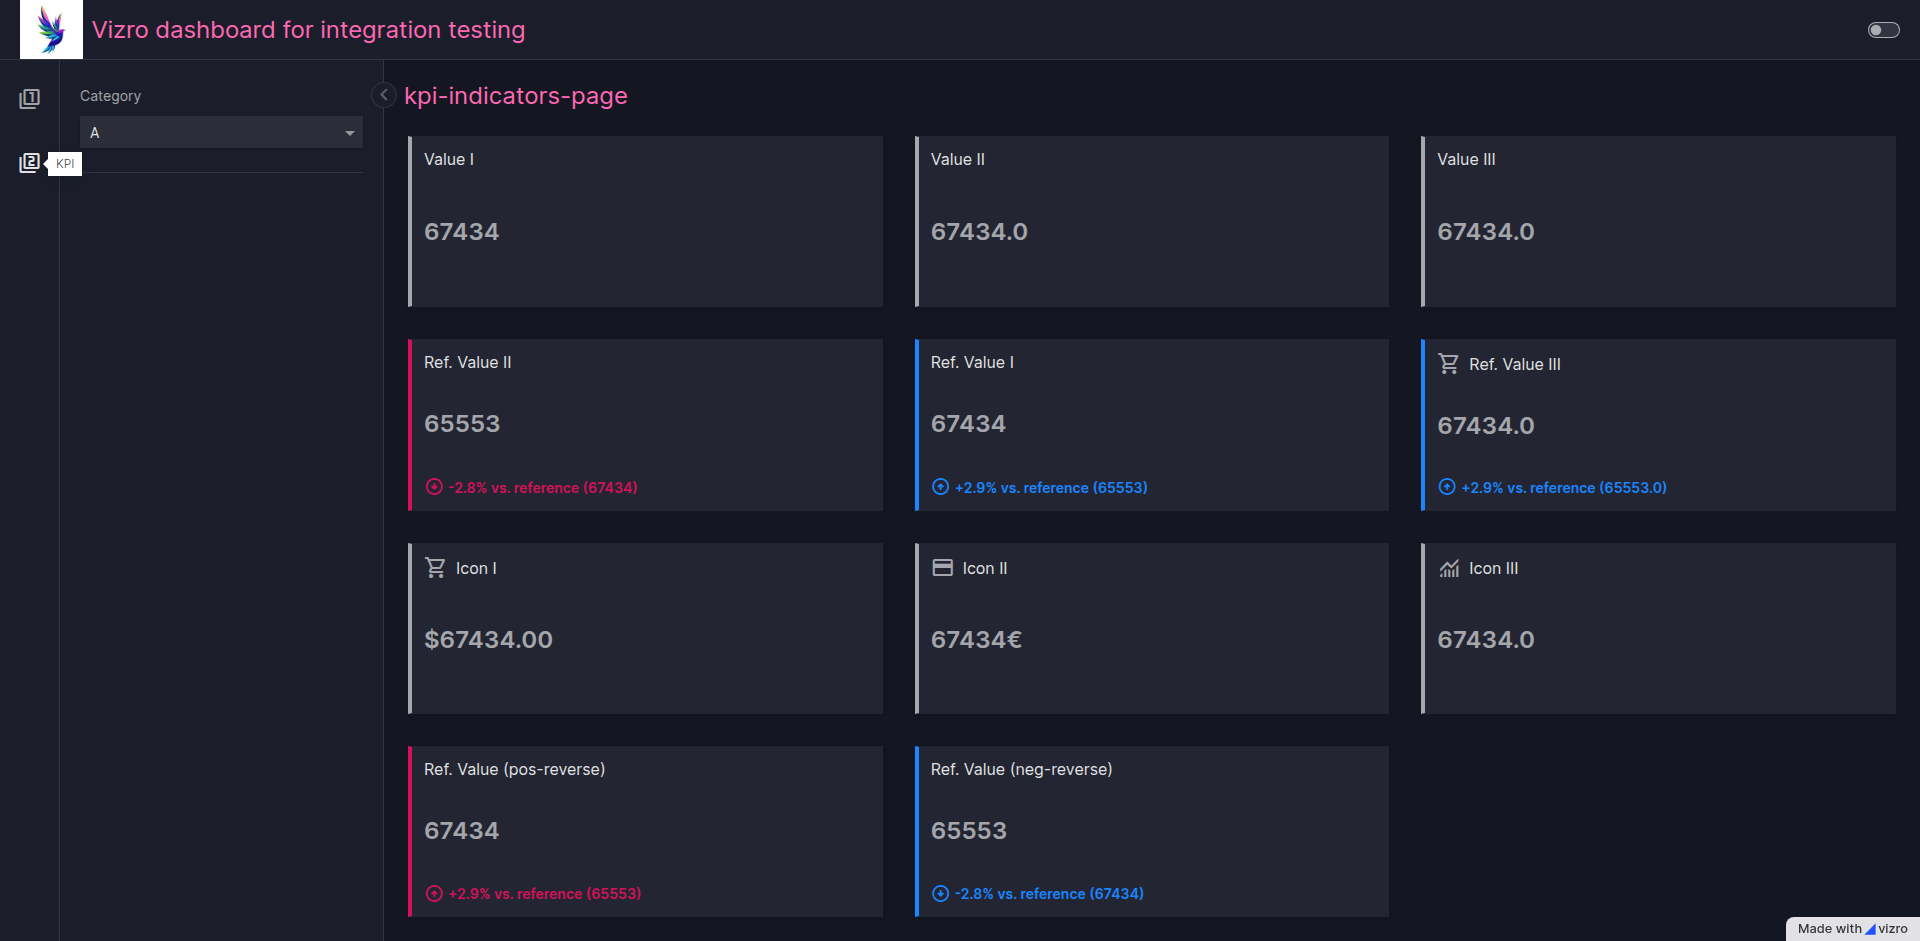 Vizro dashboard for integration testing
1
Category
A
2
KPI
kpi-indicators-page
Value I
67434
Value II
67434.0
Value III
67434.0
Ref. Value II
65553
-2.8% vs. reference (67434)
Ref. Value I
67434
+2.9% vs. reference (65553)
Ref. Value III
67434.0
+2.9% vs. reference (65553.0)
Icon I
$67434.00
Icon II
67434€
Icon III
67434.0
Ref. Value (pos-reverse)
67434
+2.9% vs. reference (65553)
Ref. Value (neg-reverse)
65553
-2.8% vs. reference (67434)
Made with vizro